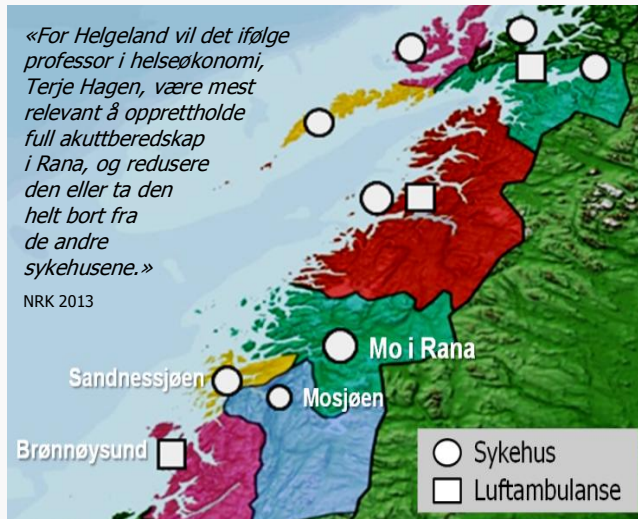 «For Helgeland vil det ifølge
professor i helseøkonomi,
Terje Hagen, være mest
relevant å opprettholde
full akuttberedskap
i Rana, og redusere
den eller ta den
helt bort fra
de andre
sykehusene.»
NRK 2013
Mo i Rana
Sandnessjøen
Mosjøen
Brønnøysund
Sykehus
Luftambulanse